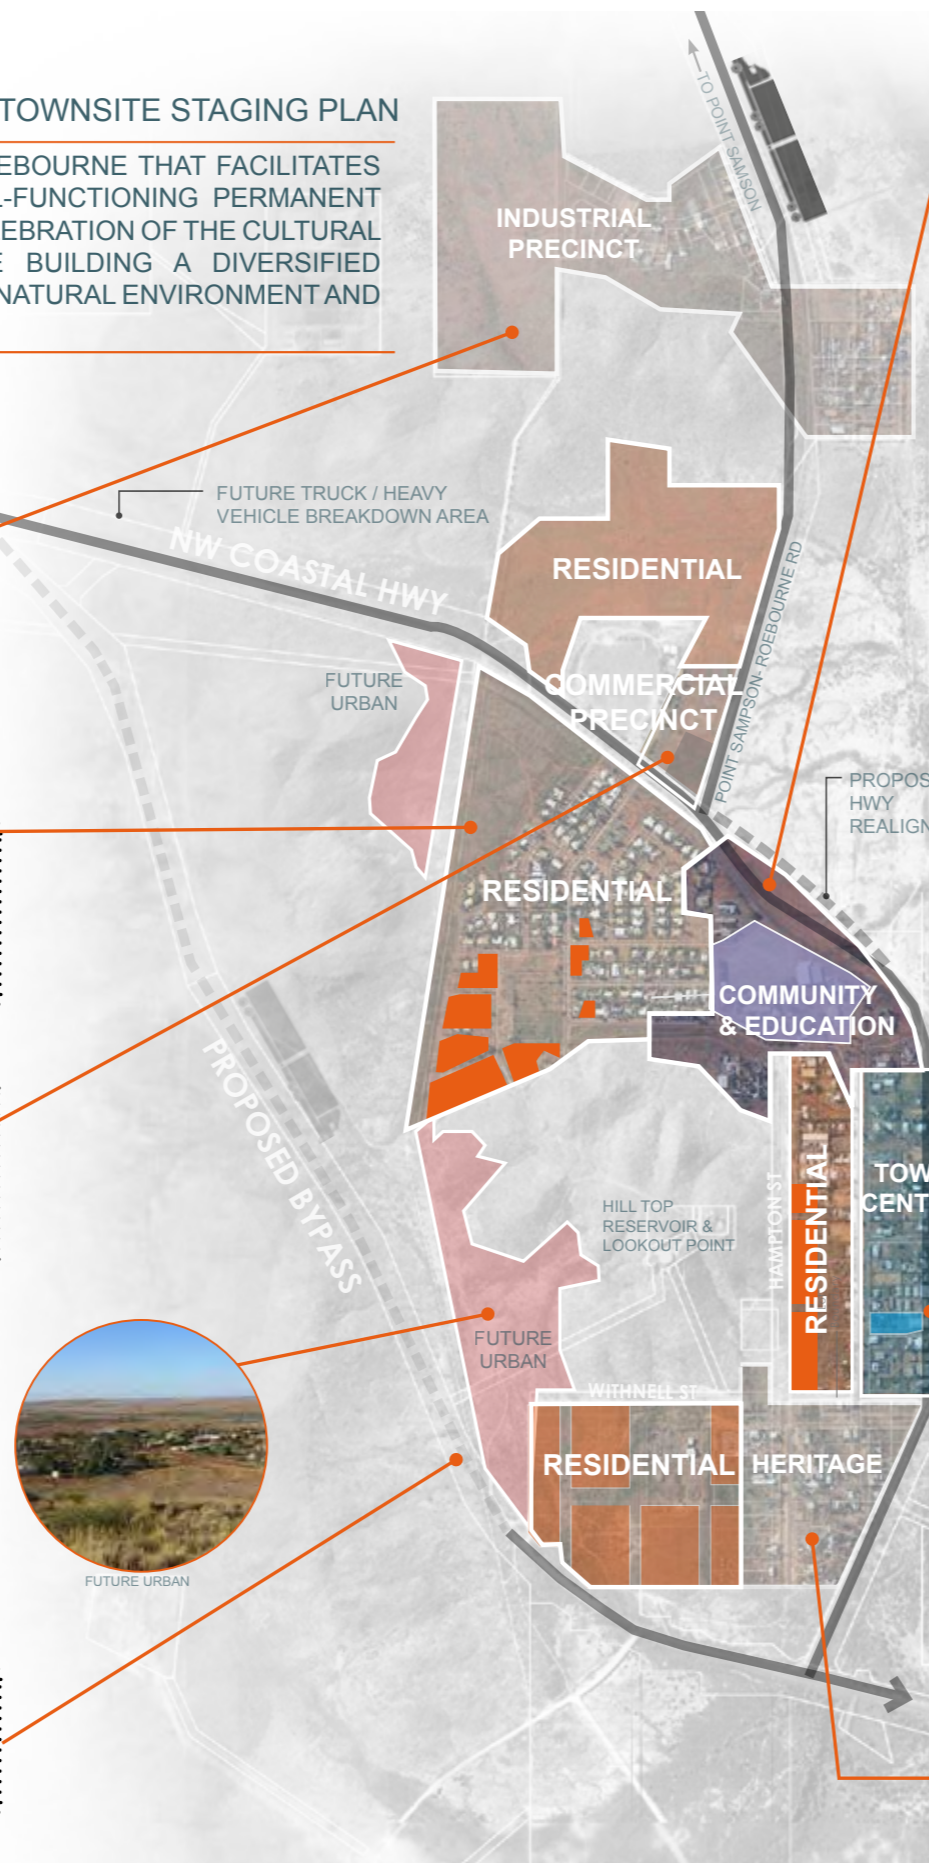 TOWNSITE STAGING PLAN
EBOURNE THAT FACILITATES
L-FUNCTIONING PERMANENT
EBRATION OF THE CULTURAL
E BUILDING A DIVERSIFIED
NATURAL ENVIRONMENT AND
TO POINT SAMSON
INDUSTRIAL
PRECINCT
FUTURE TRUCK / HEAVY
VEHICLE BREAKDOWN AREA
NW COASTAL HWY
RESIDENTIAL
POINT SAMPSON- ROEBOURNE RD
FUTURE
URBAN
COMMERCIAL
PRECINCT
PROPOS
HWY
REALIGN
RESIDENTIAL
COMMUNITY
& EDUCATION
PROPOSED BYPASS
HILL TOP
RESERVOIR &
LOOKOUT POINT
HAMPTON ST
RESIDENTIAL
TOW
CENT
FUTURE
URBAN
WITHNELL ST
RESIDENTIAL
HERITAGE
FUTURE URBAN